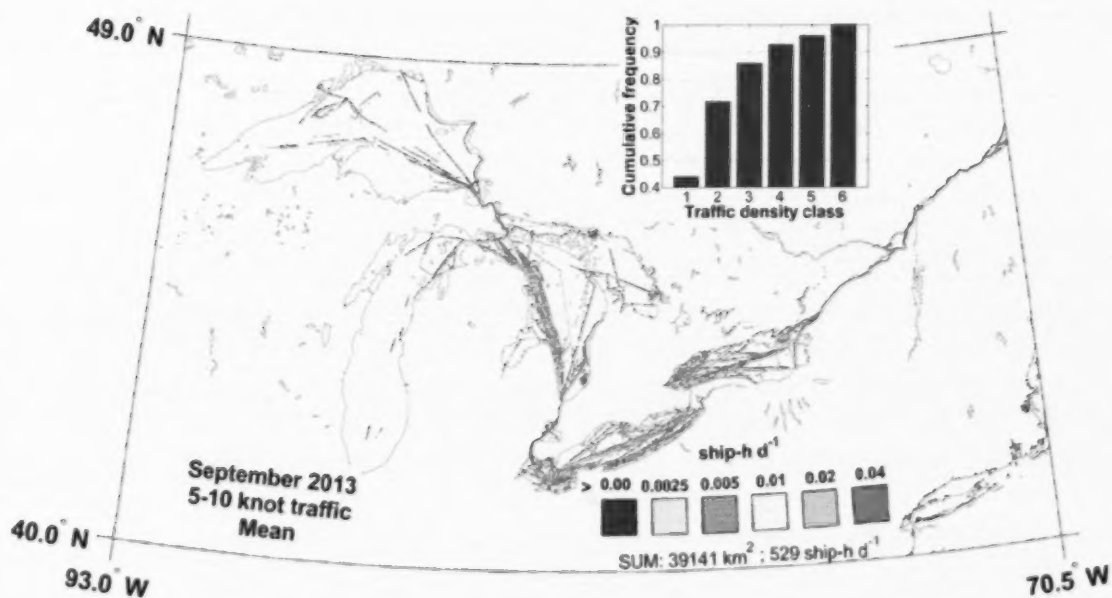 49.0° N
Cumulative frequency
1
0.9
0.8
0.7
0.6
0.5
0.4
1 2 3 4 5 6
Traffic density class
September 2013
5-10 knot traffic
Mean
ship-h d⁻¹
> 0.00 0.0025 0.005 0.01 0.02 0.04
SUM: 39141 km² ; 529 ship-h d⁻¹
40.0° N
93.0° W
70.5° W